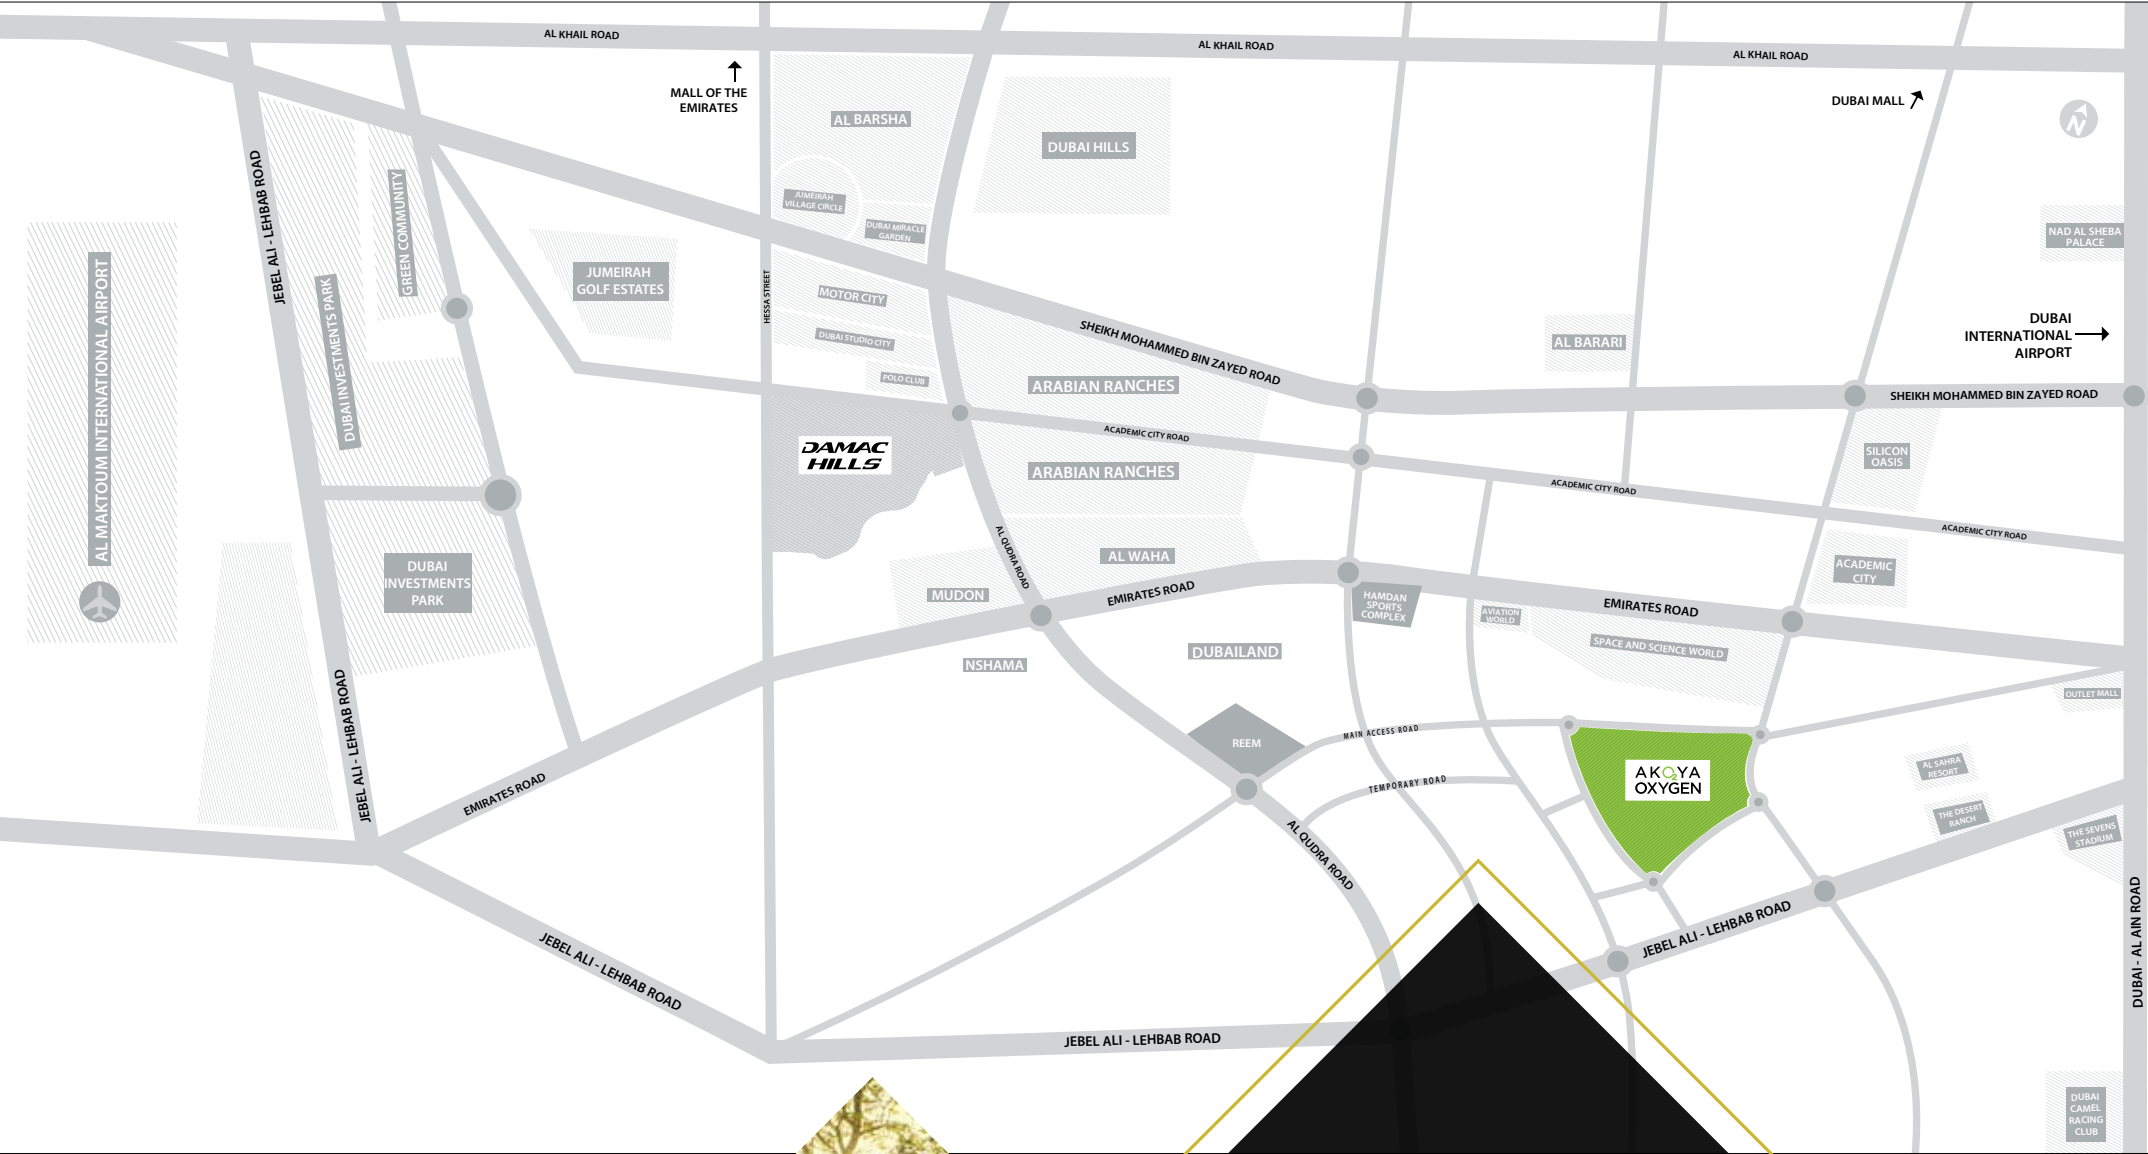 AL KHAIL ROAD
AL KHAIL ROAD
AL KHAIL ROAD
MALL OF THE
EMIRATES
DUBAI MALL
N
AL BARSHA
DUBAI HILLS
JEBEL ALI - LEHBAB ROAD
GREEN COMMUNITY
JUMEIRAH
VILLAGE CIRCLE
DUBAI MIRACLE
GARDEN
NAD AL SHEBA
PALACE
AL MAKTOUM INTERNATIONAL AIRPORT
DUBAI INVESTMENTS PARK
JUMEIRAH
GOLF ESTATES
HESSA STREET
MOTOR CITY
DUBAI STUDIO CITY
POLO CLUB
SHEIKH MOHAMMED BIN ZAYED ROAD
AL BARARI
DUBAI
INTERNATIONAL
AIRPORT
ARABIAN RANCHES
SHEIKH MOHAMMED BIN ZAYED ROAD
ACADEMIC CITY ROAD
DAMAC
HILLS
ARABIAN RANCHES
SILICON
OASIS
ACADEMIC CITY ROAD
ACADEMIC CITY ROAD
AL QUDRA ROAD
AL WAHA
ACADEMIC
CITY
DUBAI
INVESTMENTS
PARK
MUDON
EMIRATES ROAD
HAMDAN
SPORTS
COMPLEX
AVIATION
WORLD
EMIRATES ROAD
SPACE AND SCIENCE WORLD
NSHAMA
DUBAILAND
OUTLET MALL
JEBEL ALI - LEHBAB ROAD
REEM
MAIN ACCESS ROAD
TEMPORARY ROAD
AKO2YA
OXYGEN
AL SAHRA
RESORT
EMIRATES ROAD
THE DESERT
RANCH
THE SEVENS
STADIUM
AL QUDRA ROAD
JEBEL ALI - LEHBAB ROAD
JEBEL ALI - LEHBAB ROAD
DUBAI - AL AIN ROAD
JEBEL ALI - LEHBAB ROAD
DUBAI
CAMEL
RACING
CLUB